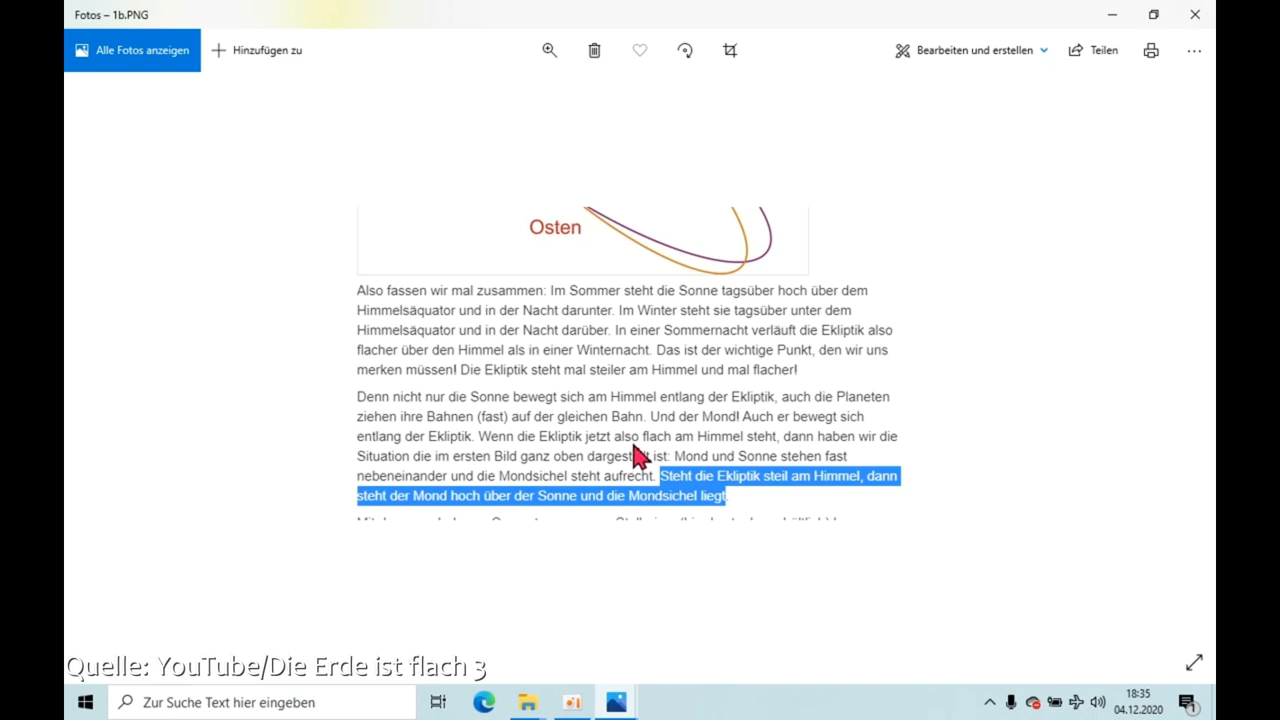 Fotos – 1b.PNG
Alle Fotos anzeigen
Hinzufügen zu
Bearbeiten und erstellen
Teilen
Osten
Also fassen wir mal zusammen: Im Sommer steht die Sonne tagsüber hoch über dem
Himmelsäquator und in der Nacht darunter. Im Winter steht sie tagsüber unter dem
Himmelsäquator und in der Nacht darüber. In einer Sommernacht verläuft die Ekliptik also
flacher über den Himmel als in einer Winternacht. Das ist der wichtige Punkt, den wir uns
merken müssen! Die Ekliptik steht mal steiler am Himmel und mal flacher!
Denn nicht nur die Sonne bewegt sich am Himmel entlang der Ekliptik, auch die Planeten
ziehen ihre Bahnen (fast) auf der gleichen Bahn. Und der Mond! Auch er bewegt sich
entlang der Ekliptik. Wenn die Ekliptik jetzt also flach am Himmel steht, dann haben wir die
Situation die im ersten Bild ganz oben dargestellt ist: Mond und Sonne stehen fast
nebeneinander und die Mondsichel steht aufrecht. Steht die Ekliptik steil am Himmel, dann
steht der Mond hoch über der Sonne und die Mondsichel liegt.
Quelle: YouTube/Die Erde ist flach 3
Zur Suche Text hier eingeben
18:35
04.12.2020
1